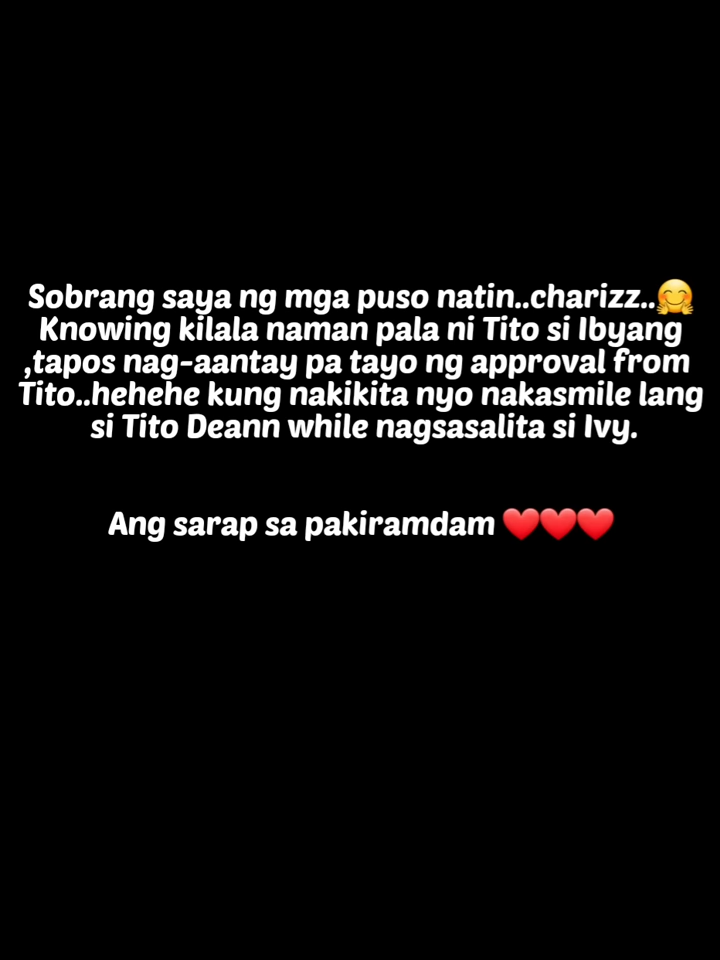 Sobrang saya ng mga puso natin..charizz..🤗
Knowing kilala naman pala ni Tito si Ibyang
,tapos nag-aantay pa tayo ng approval from
Tito..hehehe kung nakikita nyo nakasmile lang
si Tito Deann while nagsasalita si Ivy.
Ang sarap sa pakiramdam ❤️❤️❤️